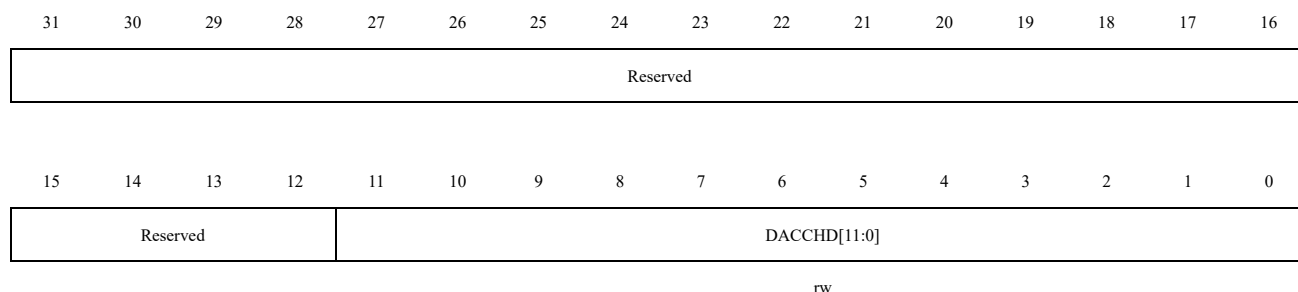 31 30 29 28 27 26 25 24 23 22 21 20 19 18 17 16
Reserved
15 14 13 12 11 10 9 8 7 6 5 4 3 2 1 0
Reserved DACCHD[11:0]
rw